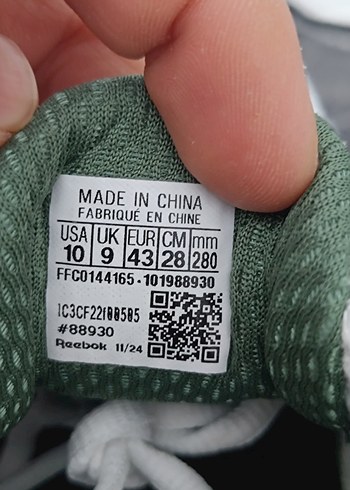 MADE IN CHINA
FABRIQUÉ EN CHINE
USA UK EUR CM mm
10 9 43 28 280
FFC0144165-101988930
#88930
Reebok 11/24